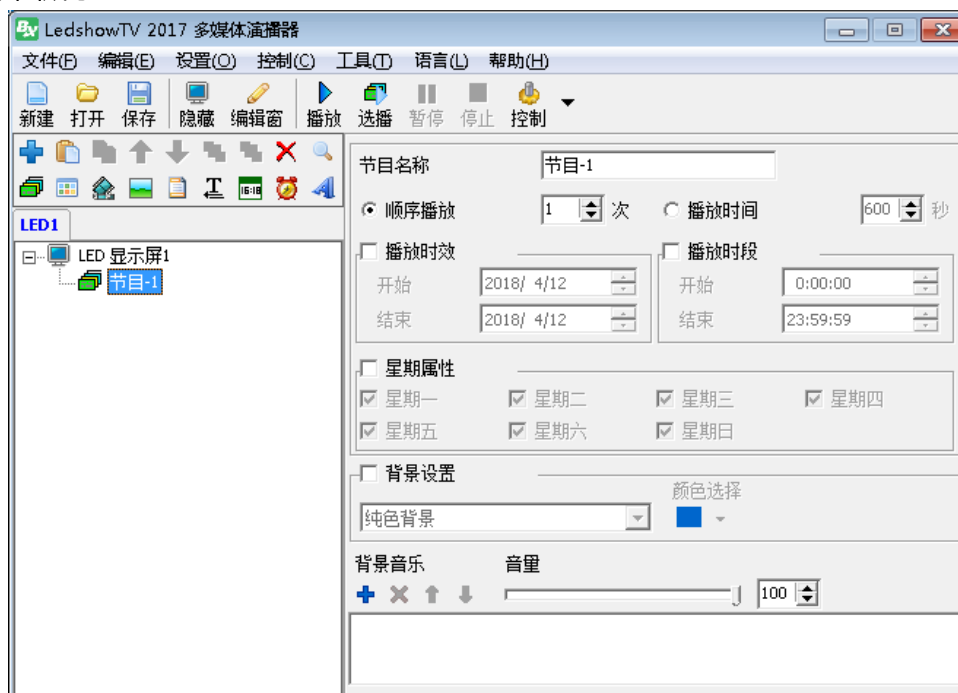 LedshowTV 2017 多媒体演播器
文件(F) 编辑(E) 设置(O) 控制(C) 工具(T) 语言(L) 帮助(H)
新建 打开 保存 隐藏 编辑窗 播放 选播 暂停 停止 控制
16:18
LED1
LED 显示屏1
节目-1
节目名称 节目-1
顺序播放 1 次 播放时间 600 秒
播放时效 播放时段
开始 2018/ 4/12 开始 0:00:00
结束 2018/ 4/12 结束 23:59:59
星期属性
星期一 星期二 星期三 星期四
星期五 星期六 星期日
背景设置
颜色选择
纯色背景
背景音乐 音量
100